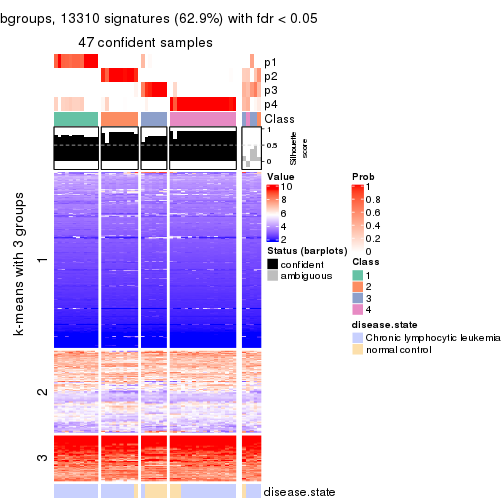 bgroups, 13310 signatures (62.9%) with fdr < 0.05
47 confident samples
p1
p2
p3
p4
Class
1
0.5
0
Silhouette
score
k-means with 3 groups
1
2
3
disease.state
Value
10
8
6
4
2
Status (barplots)
confident
ambiguous
Prob
1
0.8
0.6
0.4
0.2
0
Class
1
2
3
4
disease.state
Chronic lymphocytic leukemia
normal control